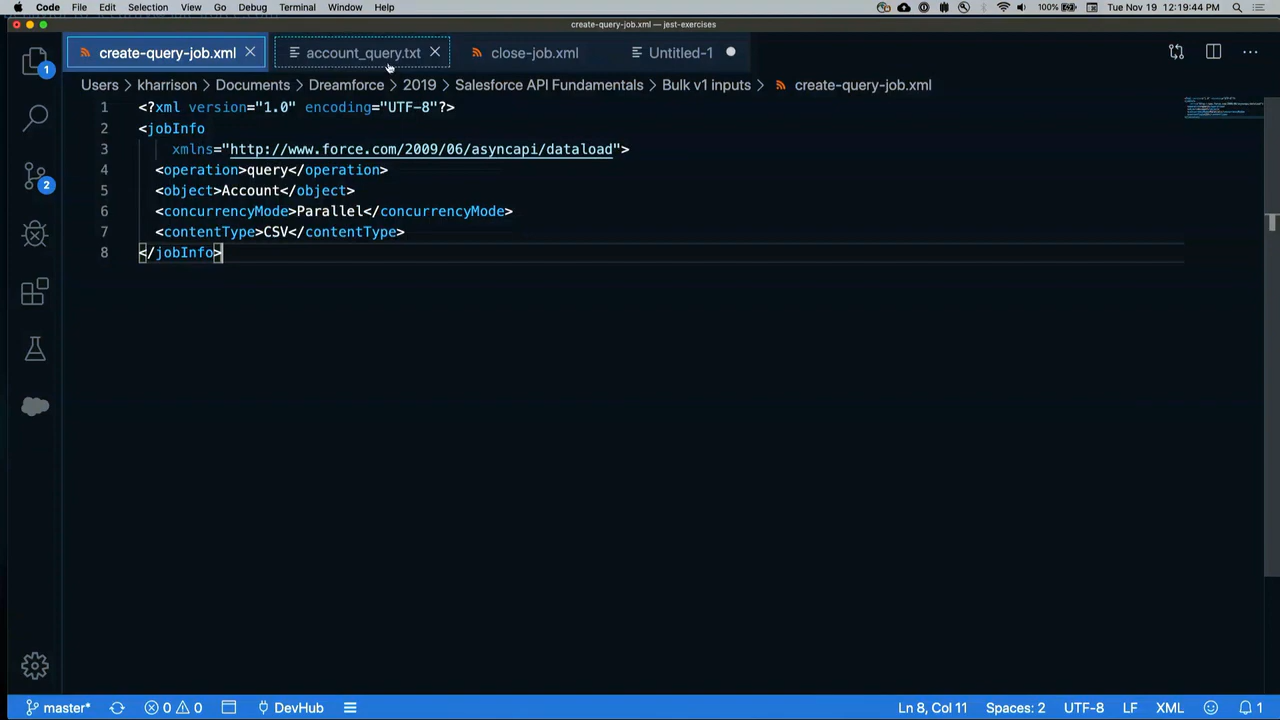 Code File Edit Selection View Go Debug Terminal Window Help 100% Tue Nov 19 12:19:44 PM
create-query-job.xml — jest-exercises
create-query-job.xml account_query.txt close-job.xml Untitled-1
Users > kharrison > Documents > Dreamforce > 2019 > Salesforce API Fundamentals > Bulk v1 inputs > create-query-job.xml
1 <?xml version="1.0" encoding="UTF-8"?>
2 <jobInfo
3 xmlns="http://www.force.com/2009/06/asyncapi/dataload">
4 <operation>query</operation>
5 <object>Account</object>
6 <concurrencyMode>Parallel</concurrencyMode>
7 <contentType>CSV</contentType>
8 </jobInfo>
1
2
master* 0 0 DevHub Ln 8, Col 11 Spaces: 2 UTF-8 LF XML 1